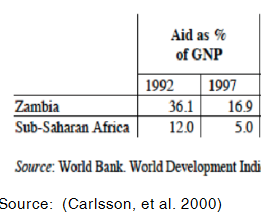 Aid as %
of GNP
1992 1997
Zambia 36.1 16.9
Sub-Saharan Africa 12.0 5.0
Source: World Bank. World Development Indi
Source: (Carlsson, et al. 2000)